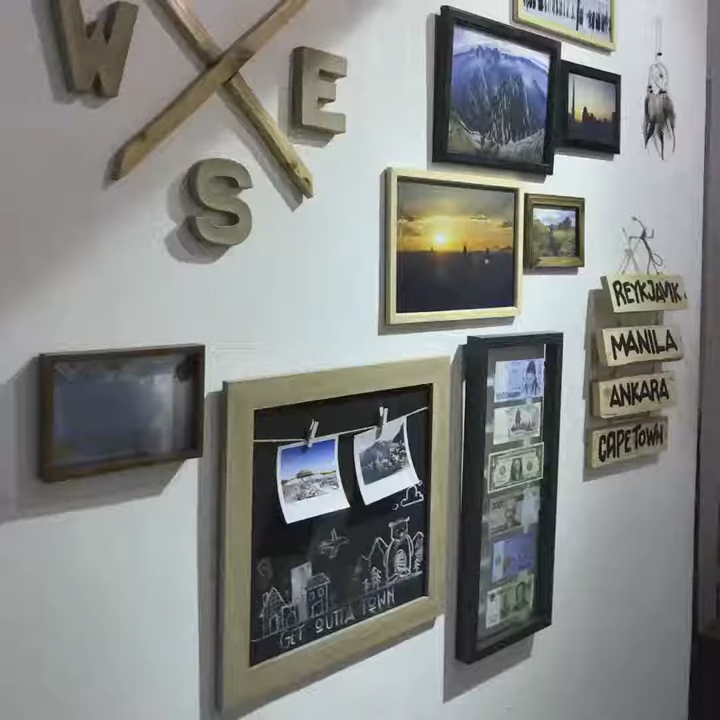 W
E
S
REYKJAVIK.
MANILA
ANKARA
CAPETOWN
GET OUTTA TOWN